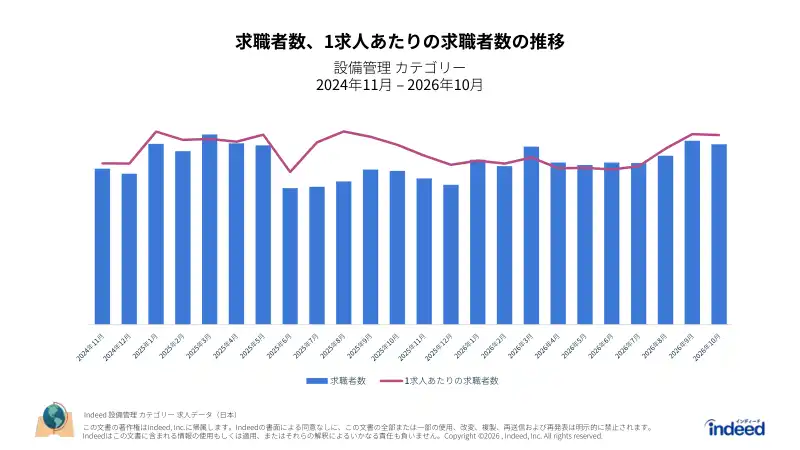 求職者数、1求人あたりの求職者数の推移
設備管理 カテゴリー
2024年11月 – 2026年10月
2024年11月
2024年12月
2025年1月
2025年2月
2025年3月
2025年4月
2025年5月
2025年6月
2025年7月
2025年8月
2025年9月
2025年10月
2025年11月
2025年12月
2026年1月
2026年2月
2026年3月
2026年4月
2026年5月
2026年6月
2026年7月
2026年8月
2026年9月
2026年10月
求職者数
1求人あたりの求職者数
Indeed 設備管理 カテゴリー 求人データ（日本）
この文書の著作権はIndeed, Inc.に帰属します。Indeedの書面による同意なしに、この文書の全部または一部の使用、改変、複製、再送信および再発表は明示的に禁止されます。
Indeedはこの文書に含まれる情報の使用もしくは適用、またはそれらの解釈によるいかなる責任も負いません。Copyright ©2026 , Indeed, Inc. All rights reserved.
インディード
indeed